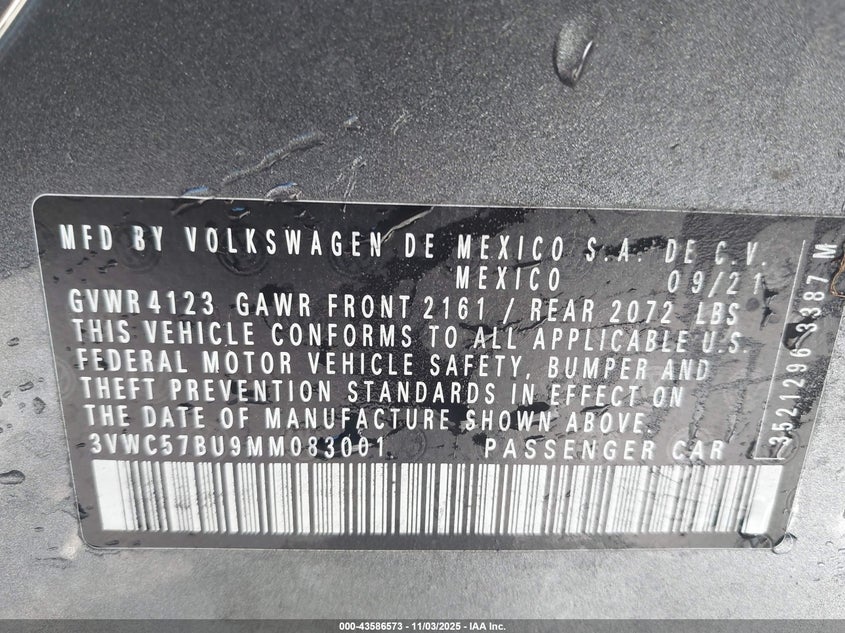 MFD BY VOLKSWAGEN DE MEXICO S.A. DE C.V.
MEXICO 09/21
GVWR 4123 GAWR FRONT 2161 / REAR 2072 LBS
THIS VEHICLE CONFORMS TO ALL APPLICABLE U.S.
FEDERAL MOTOR VEHICLE SAFETY, BUMPER AND
THEFT PREVENTION STANDARDS IN EFFECT ON
THE DATE OF MANUFACTURE SHOWN ABOVE.
3VWC57BU9MM083001 PASSENGER CAR
3521296 3387 M
000-43586573 - 11/03/2025 - IAA Inc.